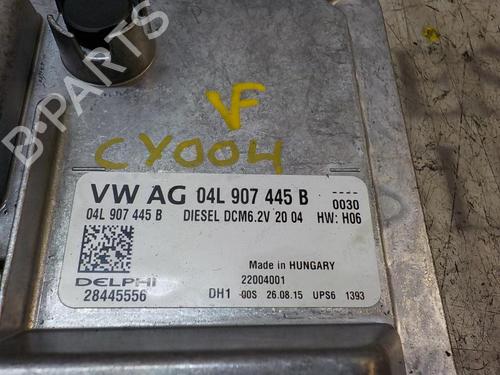 VF
CY004
VW AG 04L 907 445 B ----
0030
04L 907 445 B DIESEL DCM6.2V 20 04 HW: H06
Made in HUNGARY
DELPHI 22004001
28445556 DH1 -00S 26.08.15 UPS6 1393